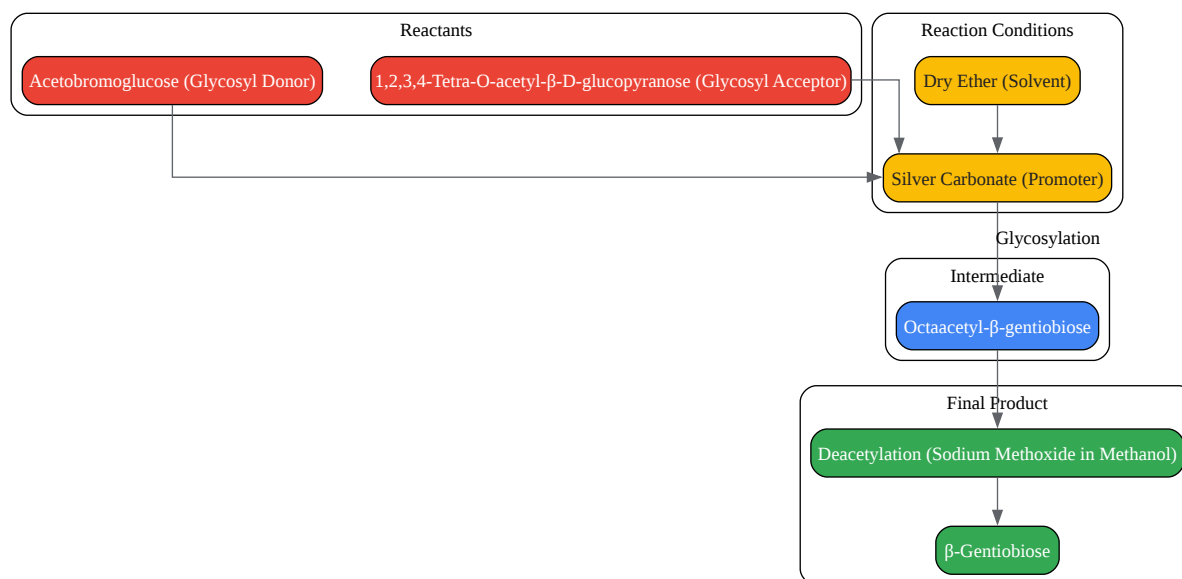 Reactants
Reaction Conditions
Acetobromoglucose (Glycosyl Donor)
1,2,3,4-Tetra-O-acetyl-β-D-glucopyranose (Glycosyl Acceptor)
Dry Ether (Solvent)
Silver Carbonate (Promoter)
Glycosylation
Intermediate
Octaacetyl-β-gentiobiose
Final Product
Deacetylation (Sodium Methoxide in Methanol)
β-Gentiobiose